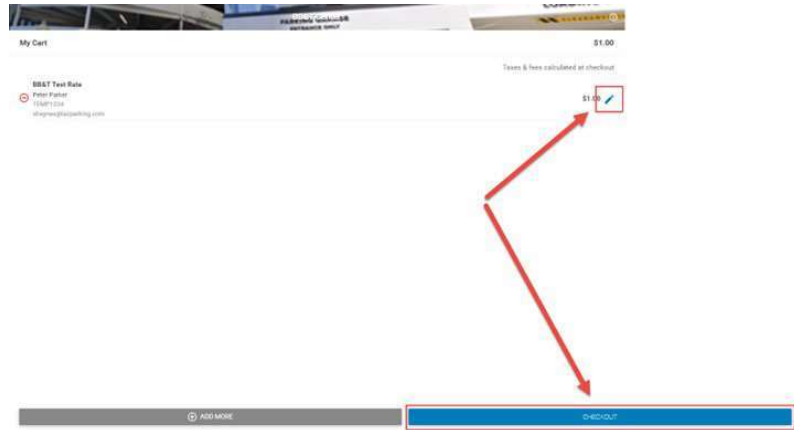 PARKING GARAGE
ENTRANCE ONLY
My Cart
$1.00
Taxes & fees calculated at checkout
BB&T Test Rate
Peter Parker
TEMP1234
$1.00
ADD MORE
CHECKOUT